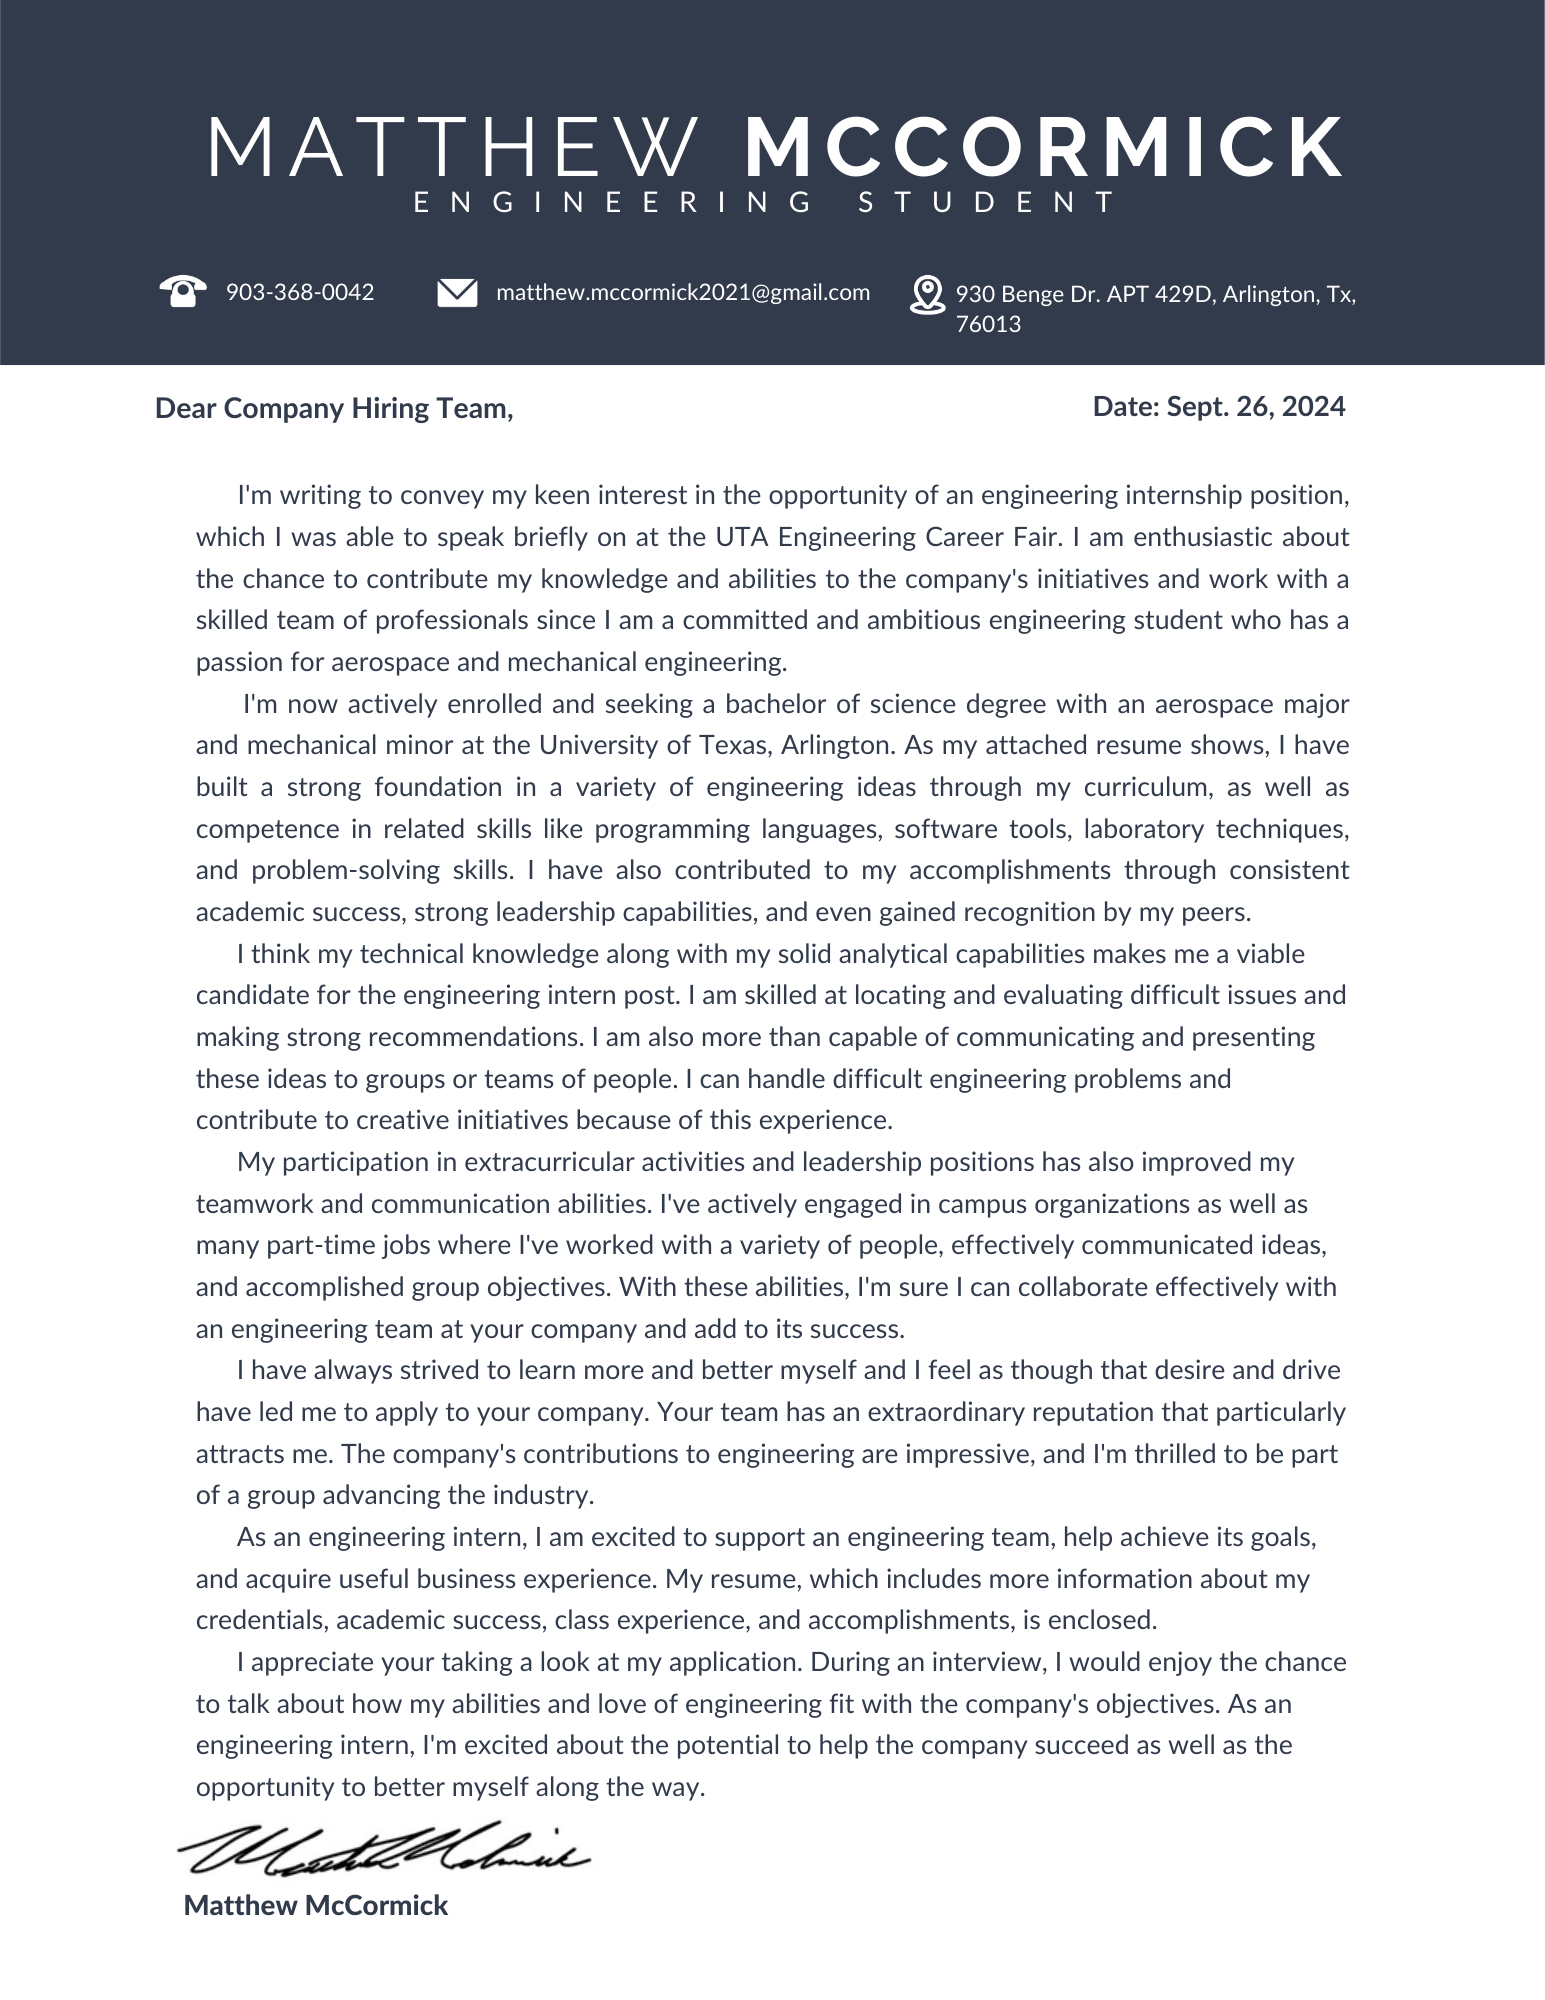 MATTHEW MCCORMICK
ENGINEERING STUDENT
903-368-0042
matthew.mccormick2021@gmail.com
930 Benge Dr. APT 429D, Arlington, Tx,
76013
Dear Company Hiring Team,
Date: Sept. 26, 2024
I'm writing to convey my keen interest in the opportunity of an engineering internship position,
which I was able to speak briefly on at the UTA Engineering Career Fair. I am enthusiastic about
the chance to contribute my knowledge and abilities to the company's initiatives and work with a
skilled team of professionals since I am a committed and ambitious engineering student who has a
passion for aerospace and mechanical engineering.
I'm now actively enrolled and seeking a bachelor of science degree with an aerospace major
and mechanical minor at the University of Texas, Arlington. As my attached resume shows, I have
built a strong foundation in a variety of engineering ideas through my curriculum, as well as
competence in related skills like programming languages, software tools, laboratory techniques,
and problem-solving skills. I have also contributed to my accomplishments through consistent
academic success, strong leadership capabilities, and even gained recognition by my peers.
I think my technical knowledge along with my solid analytical capabilities makes me a viable
candidate for the engineering intern post. I am skilled at locating and evaluating difficult issues and
making strong recommendations. I am also more than capable of communicating and presenting
these ideas to groups or teams of people. I can handle difficult engineering problems and
contribute to creative initiatives because of this experience.
My participation in extracurricular activities and leadership positions has also improved my
teamwork and communication abilities. I've actively engaged in campus organizations as well as
many part-time jobs where I've worked with a variety of people, effectively communicated ideas,
and accomplished group objectives. With these abilities, I'm sure I can collaborate effectively with
an engineering team at your company and add to its success.
I have always strived to learn more and better myself and I feel as though that desire and drive
have led me to apply to your company. Your team has an extraordinary reputation that particularly
attracts me. The company's contributions to engineering are impressive, and I'm thrilled to be part
of a group advancing the industry.
As an engineering intern, I am excited to support an engineering team, help achieve its goals,
and acquire useful business experience. My resume, which includes more information about my
credentials, academic success, class experience, and accomplishments, is enclosed.
I appreciate your taking a look at my application. During an interview, I would enjoy the chance
to talk about how my abilities and love of engineering fit with the company's objectives. As an
engineering intern, I'm excited about the potential to help the company succeed as well as the
opportunity to better myself along the way.
Matthew McCormick